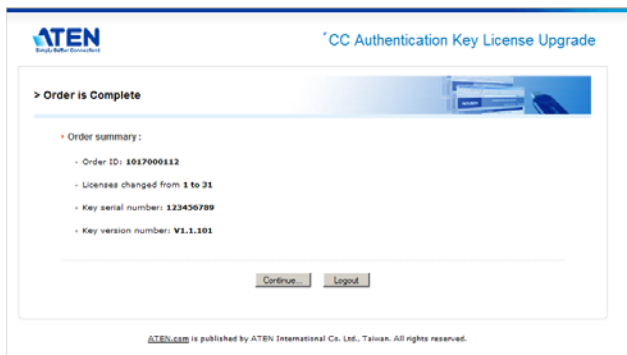 ATEN
Simply Better Connections
CC Authentication Key License Upgrade
> Order is Complete
Order summary :
- Order ID: 1017000112
- Licenses changed from 1 to 31
- Key serial number: 123456789
- Key version number: V1.1.101
Continue... Logout
ATEN.com is published by ATEN International Co. Ltd., Taiwan. All rights reserved.